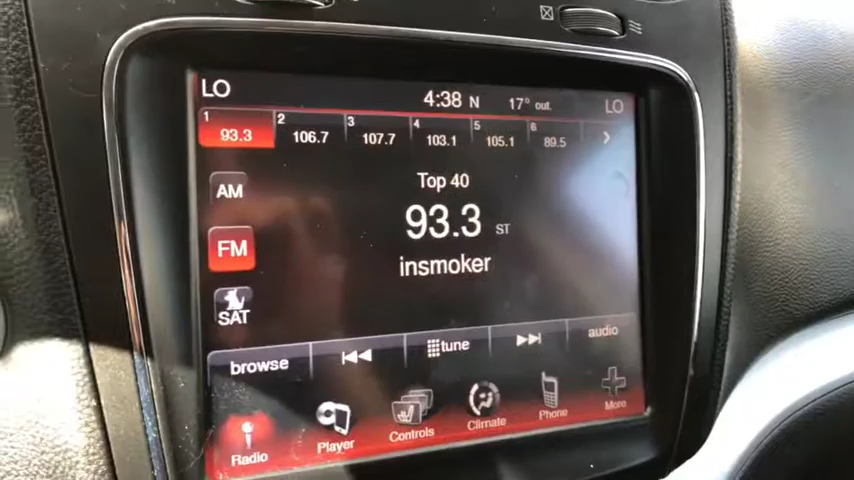 LO 4:38 N 17° out LO
1 93.3 2 106.7 3 107.7 4 103.1 5 105.1 6 89.5
AM
Top 40
FM
93.3 ST
insmoker
SAT
browse tune audio
Radio Player Controls Climate Phone More